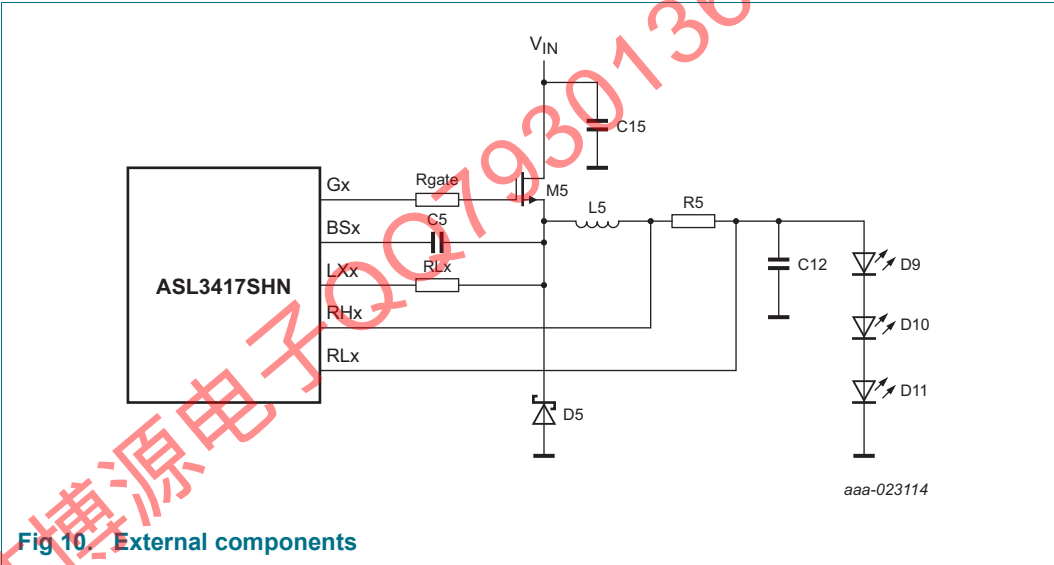 VIN
C15
Gx
Rgate
M5
BSx
C5
L5
R5
LXx
RLx
ASL3417SHN
RHx
RLx
C12
D9
D10
D11
D5
aaa-023114
Fig 10. External components
博源电子QQ7930136